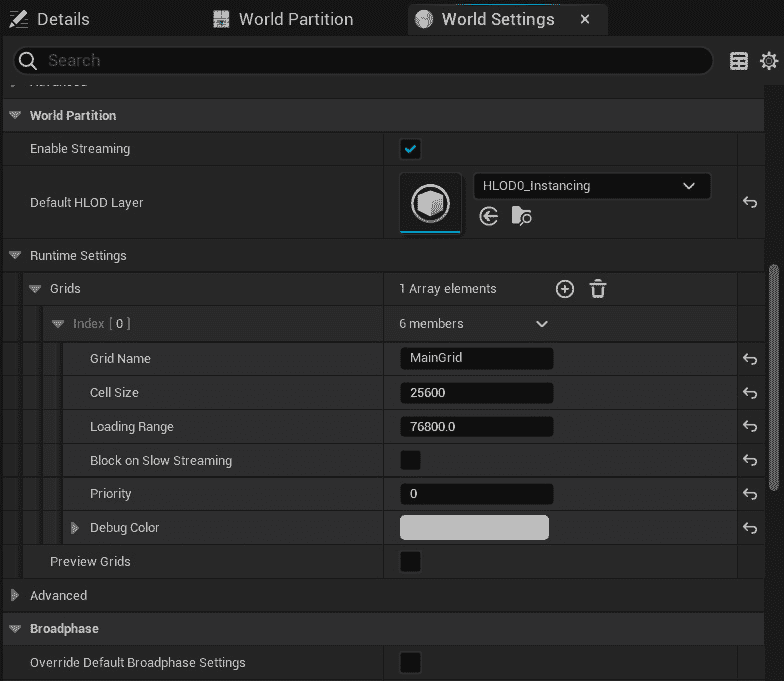 Details
World Partition
World Settings
Search
Advanced
World Partition
Enable Streaming
Default HLOD Layer
HLOD0_Instancing
Runtime Settings
Grids
1 Array elements
Index [ 0 ]
6 members
Grid Name
MainGrid
Cell Size
25600
Loading Range
76800.0
Block on Slow Streaming
Priority
0
Debug Color
Preview Grids
Advanced
Broadphase
Override Default Broadphase Settings